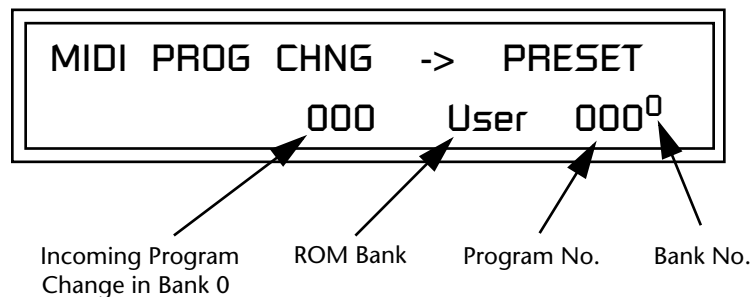 MIDI PROG CHNG -> PRESET
000 User 000⁰
Incoming Program
Change in Bank 0
ROM Bank
Program No.
Bank No.